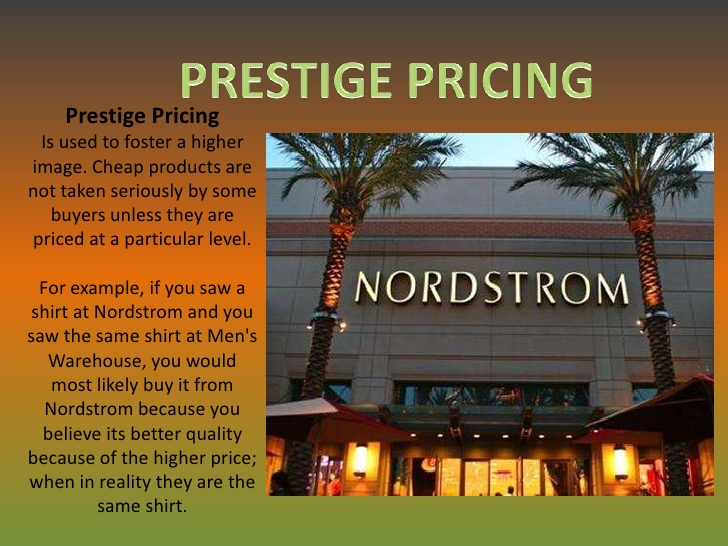 PRESTIGE PRICING
Prestige Pricing
Is used to foster a higher
image. Cheap products are
not taken seriously by some
buyers unless they are
priced at a particular level.
For example, if you saw a
shirt at Nordstrom and you
saw the same shirt at Men's
Warehouse, you would
most likely buy it from
Nordstrom because you
believe its better quality
because of the higher price;
when in reality they are the
same shirt.
NORDSTROM